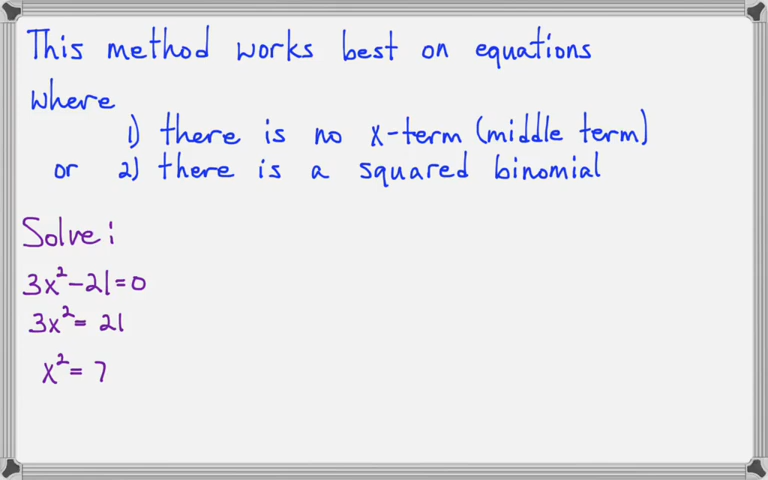 This method works best on equations
where
1) there is no x-term (middle term)
or 2) there is a squared binomial
Solve:
3x² - 21 = 0
3x² = 21
x² = 7